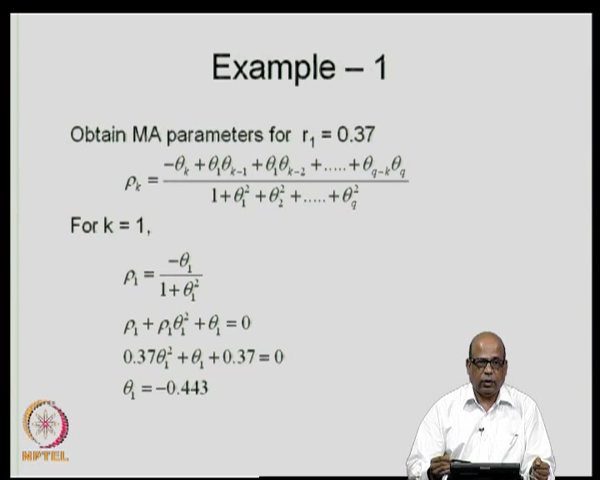 Example – 1
Obtain MA parameters for r₁ = 0.37
ρₖ = (−θₖ + θ₁θₖ₋₁ + θ₁θₖ₋₂ + ..... + θ_q₋ₖθ_q) / (1 + θ₁² + θ₂² + ..... + θ_q²)
For k = 1,
ρ₁ = −θ₁ / (1 + θ₁²)
ρ₁ + ρ₁θ₁² + θ₁ = 0
0.37θ₁² + θ₁ + 0.37 = 0
θ₁ = −0.443
NPTEL